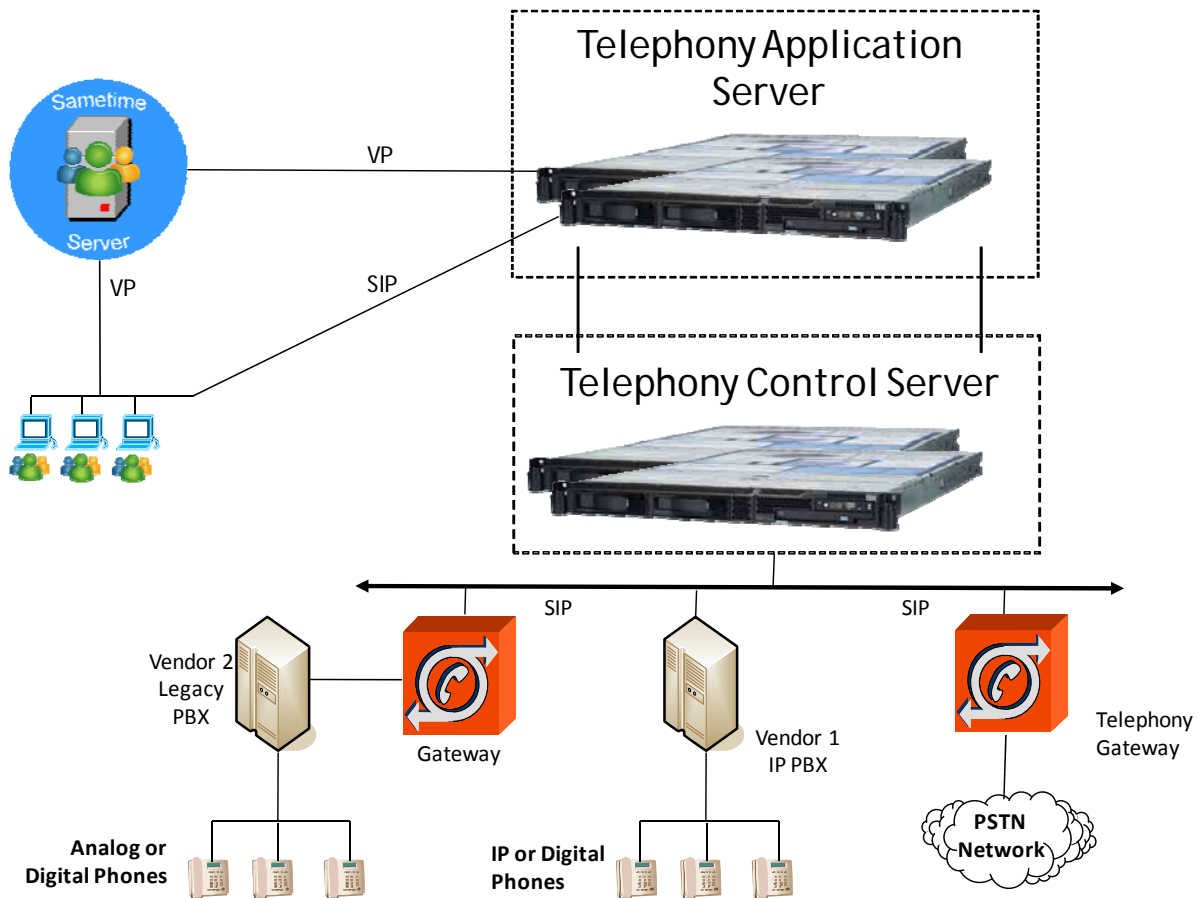 Telephony Application
Server
Sametime
Server
VP
VP
SIP
Telephony Control Server
SIP
SIP
Vendor 2
Legacy
PBX
Gateway
Vendor 1
IP PBX
Telephony
Gateway
PSTN
Network
Analog or
Digital Phones
IP or Digital
Phones